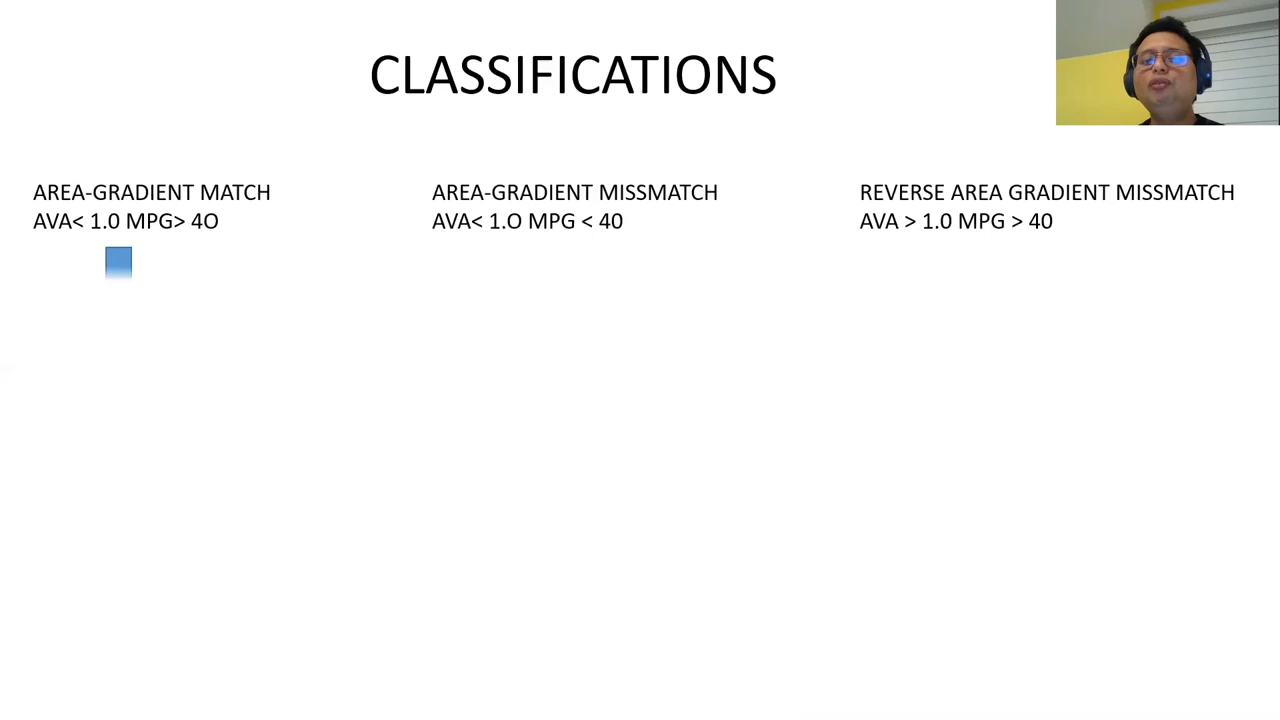 CLASSIFICATIONS
AREA-GRADIENT MATCH
AVA< 1.0 MPG> 4O
AREA-GRADIENT MISSMATCH
AVA< 1.O MPG < 40
REVERSE AREA GRADIENT MISSMATCH
AVA > 1.0 MPG > 40